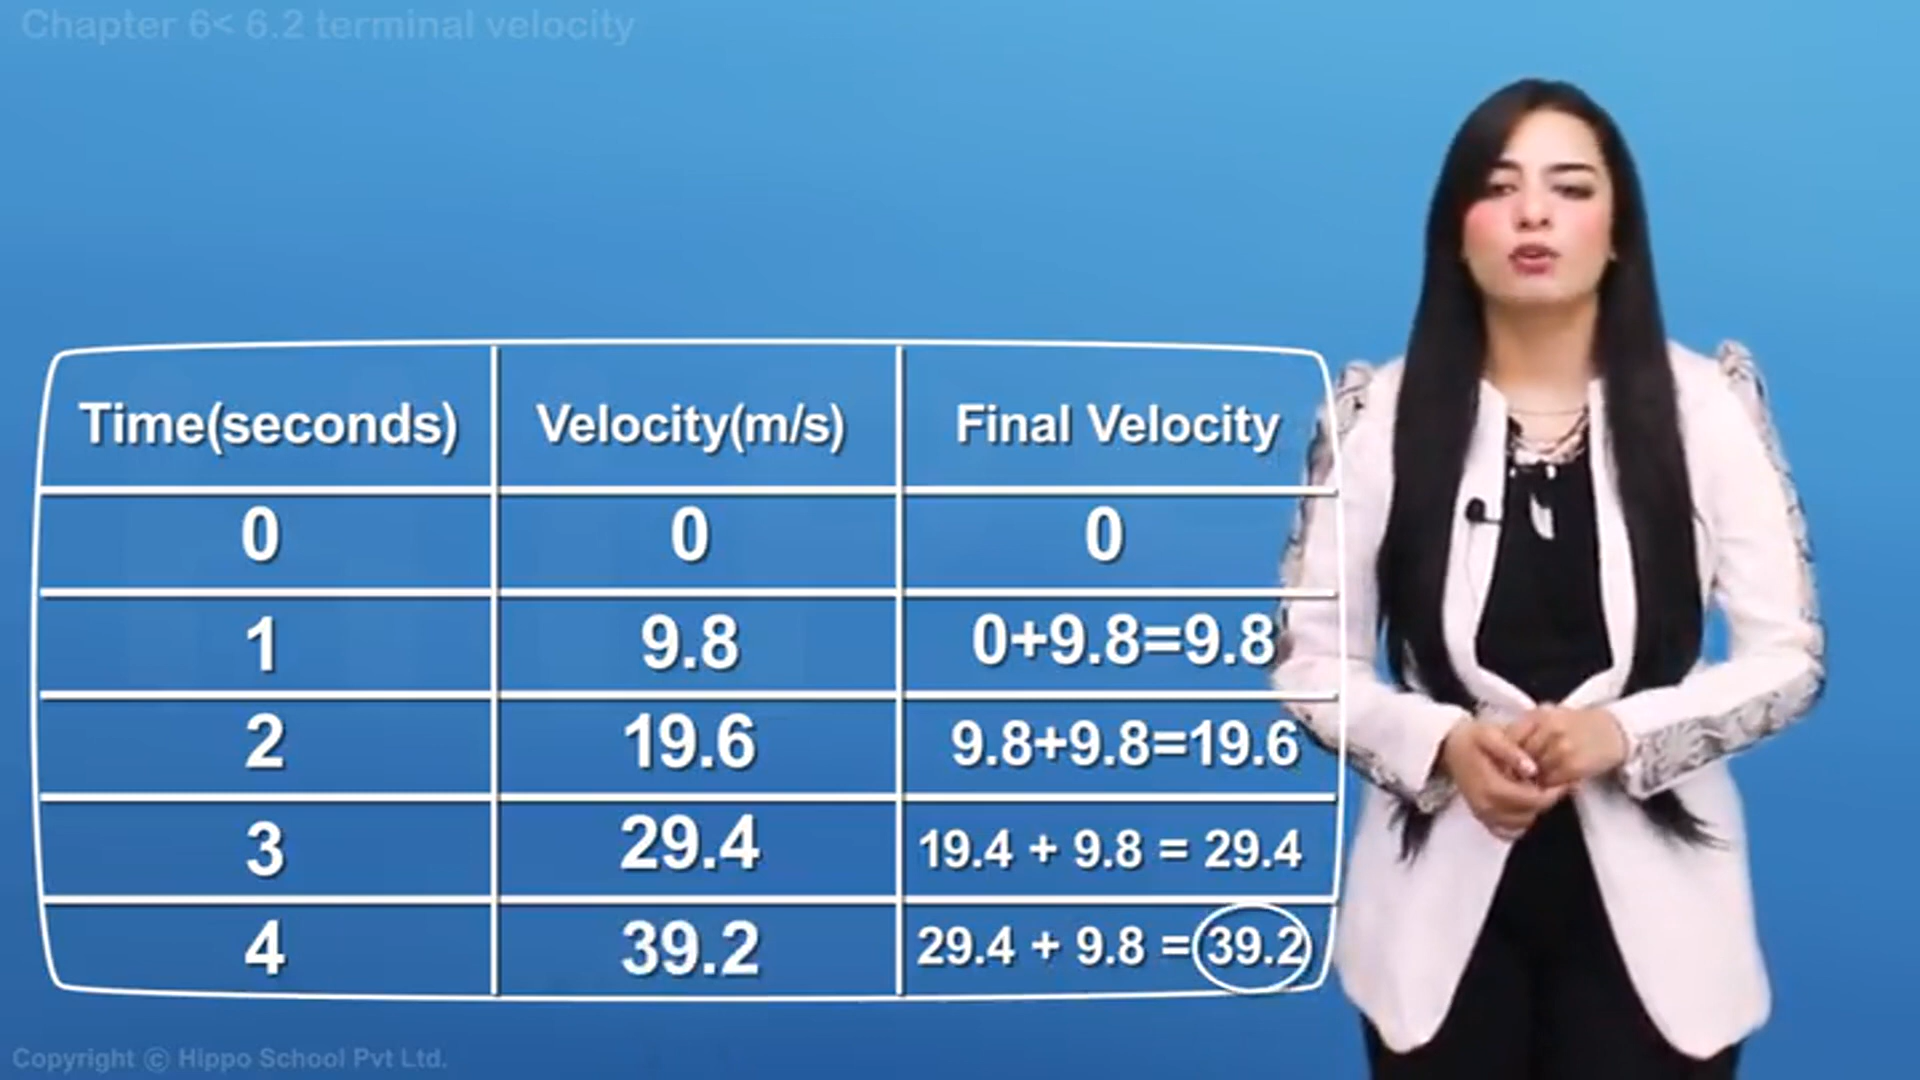 Chapter 6< 6.2 terminal velocity
Time(seconds) Velocity(m/s) Final Velocity
0 0 0
1 9.8 0+9.8=9.8
2 19.6 9.8+9.8=19.6
3 29.4 19.4 + 9.8 = 29.4
4 39.2 29.4 + 9.8 = 39.2
Copyright © Hippo School Pvt Ltd.